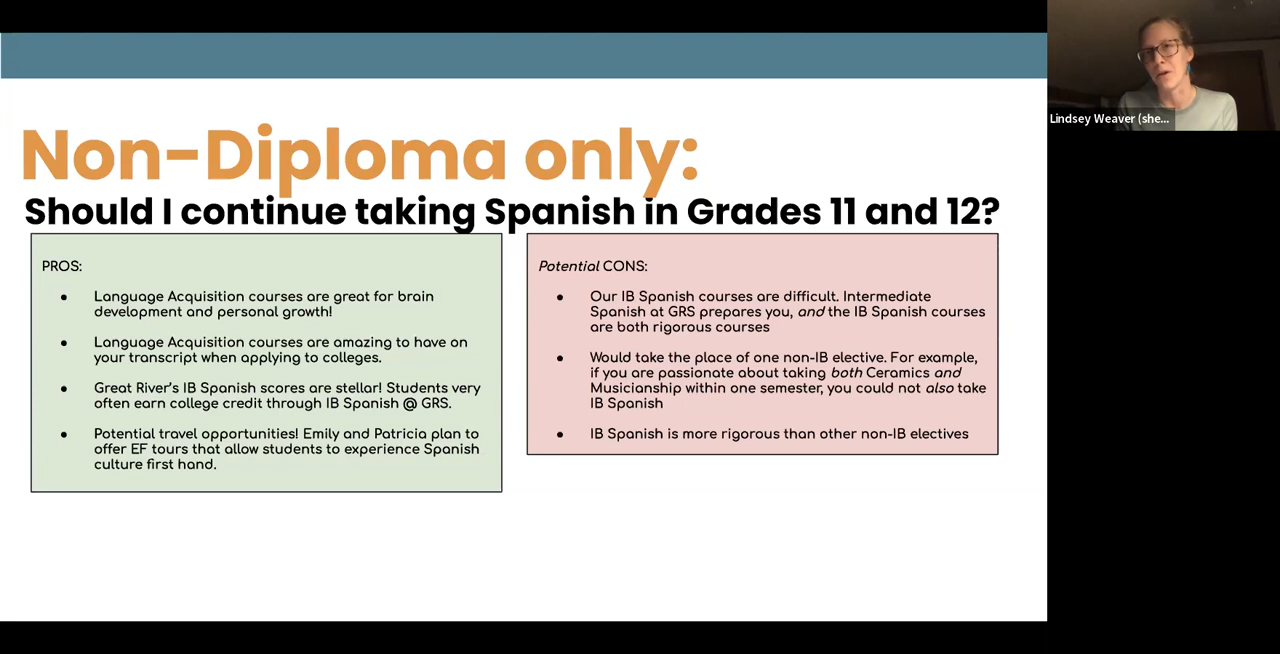 Non-Diploma only:
Should I continue taking Spanish in Grades 11 and 12?
PROS:
● Language Acquisition courses are great for brain
development and personal growth!
● Language Acquisition courses are amazing to have on
your transcript when applying to colleges.
● Great River's IB Spanish scores are stellar! Students very
often earn college credit through IB Spanish @ GRS.
● Potential travel opportunities! Emily and Patricia plan to
offer EF tours that allow students to experience Spanish
culture first hand.
Potential CONS:
● Our IB Spanish courses are difficult. Intermediate
Spanish at GRS prepares you, and the IB Spanish courses
are both rigorous courses
● Would take the place of one non-IB elective. For example,
if you are passionate about taking both Ceramics and
Musicianship within one semester, you could not also take
IB Spanish
● IB Spanish is more rigorous than other non-IB electives
Lindsey Weaver (she...